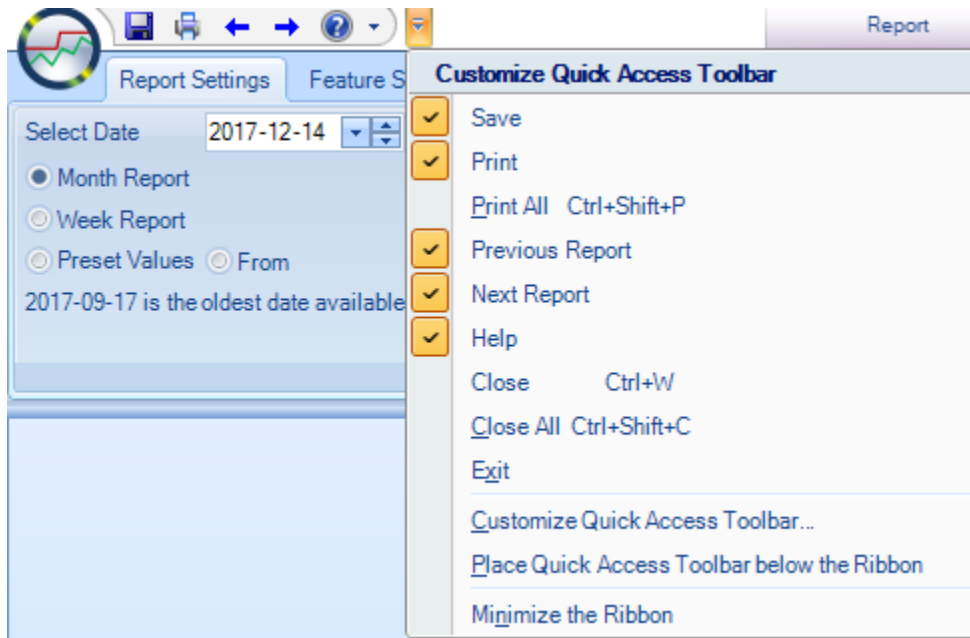 Report
Report Settings
Feature S
Select Date 2017-12-14
Month Report
Week Report
Preset Values From
2017-09-17 is the oldest date available
Customize Quick Access Toolbar
Save
Print
Print All Ctrl+Shift+P
Previous Report
Next Report
Help
Close Ctrl+W
Close All Ctrl+Shift+C
Exit
Customize Quick Access Toolbar...
Place Quick Access Toolbar below the Ribbon
Minimize the Ribbon